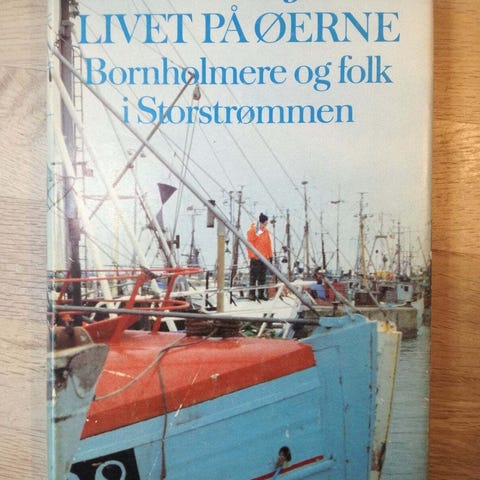 LIVET PÅ ØERNE
Bornholmere og folk
i Storstrømmen